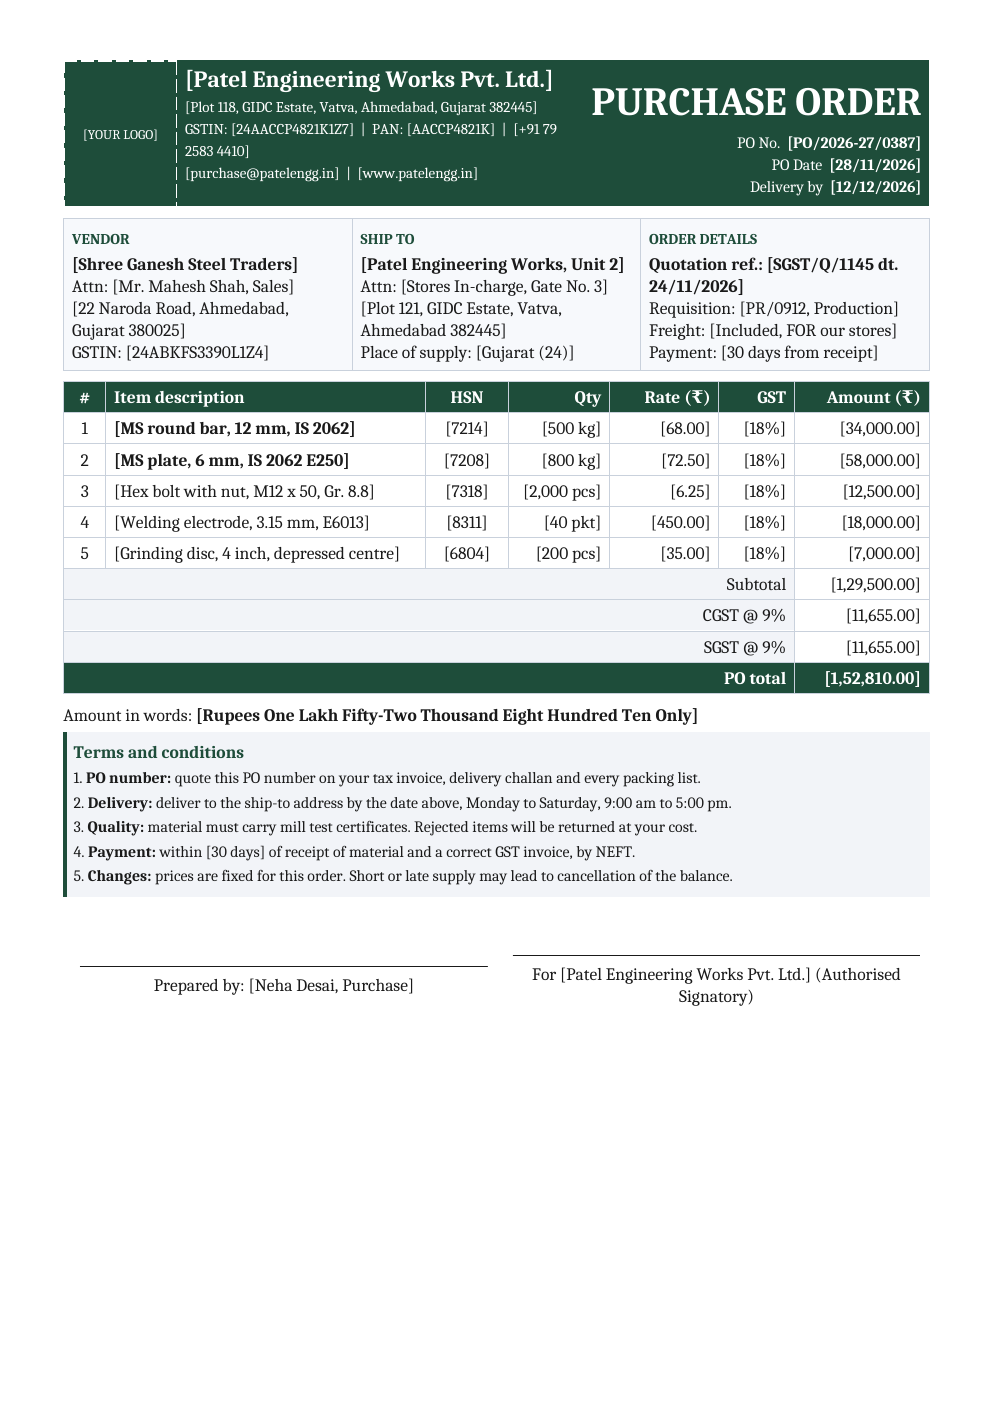 [YOUR LOGO]
[Patel Engineering Works Pvt. Ltd.]
[Plot 118, GIDC Estate, Vatva, Ahmedabad, Gujarat 382445]
GSTIN: [24AACCP4821K1Z7] | PAN: [AACCP4821K] | [+91 79
2583 4410]
[purchase@patelengg.in] | [www.patelengg.in]
PURCHASE ORDER
PO No. [PO/2026-27/0387]
PO Date [28/11/2026]
Delivery by [12/12/2026]
VENDOR
[Shree Ganesh Steel Traders]
Attn: [Mr. Mahesh Shah, Sales]
[22 Naroda Road, Ahmedabad,
Gujarat 380025]
GSTIN: [24ABKFS3390L1Z4]
SHIP TO
[Patel Engineering Works, Unit 2]
Attn: [Stores In-charge, Gate No. 3]
[Plot 121, GIDC Estate, Vatva,
Ahmedabad 382445]
Place of supply: [Gujarat (24)]
ORDER DETAILS
Quotation ref.: [SGST/Q/1145 dt.
24/11/2026]
Requisition: [PR/0912, Production]
Freight: [Included, FOR our stores]
Payment: [30 days from receipt]
# Item description HSN Qty Rate (₹) GST Amount (₹)
1 [MS round bar, 12 mm, IS 2062] [7214] [500 kg] [68.00] [18%] [34,000.00]
2 [MS plate, 6 mm, IS 2062 E250] [7208] [800 kg] [72.50] [18%] [58,000.00]
3 [Hex bolt with nut, M12 x 50, Gr. 8.8] [7318] [2,000 pcs] [6.25] [18%] [12,500.00]
4 [Welding electrode, 3.15 mm, E6013] [8311] [40 pkt] [450.00] [18%] [18,000.00]
5 [Grinding disc, 4 inch, depressed centre] [6804] [200 pcs] [35.00] [18%] [7,000.00]
Subtotal [1,29,500.00]
CGST @ 9% [11,655.00]
SGST @ 9% [11,655.00]
PO total [1,52,810.00]
Amount in words: [Rupees One Lakh Fifty-Two Thousand Eight Hundred Ten Only]
Terms and conditions
1. PO number: quote this PO number on your tax invoice, delivery challan and every packing list.
2. Delivery: deliver to the ship-to address by the date above, Monday to Saturday, 9:00 am to 5:00 pm.
3. Quality: material must carry mill test certificates. Rejected items will be returned at your cost.
4. Payment: within [30 days] of receipt of material and a correct GST invoice, by NEFT.
5. Changes: prices are fixed for this order. Short or late supply may lead to cancellation of the balance.
Prepared by: [Neha Desai, Purchase]
For [Patel Engineering Works Pvt. Ltd.] (Authorised
Signatory)